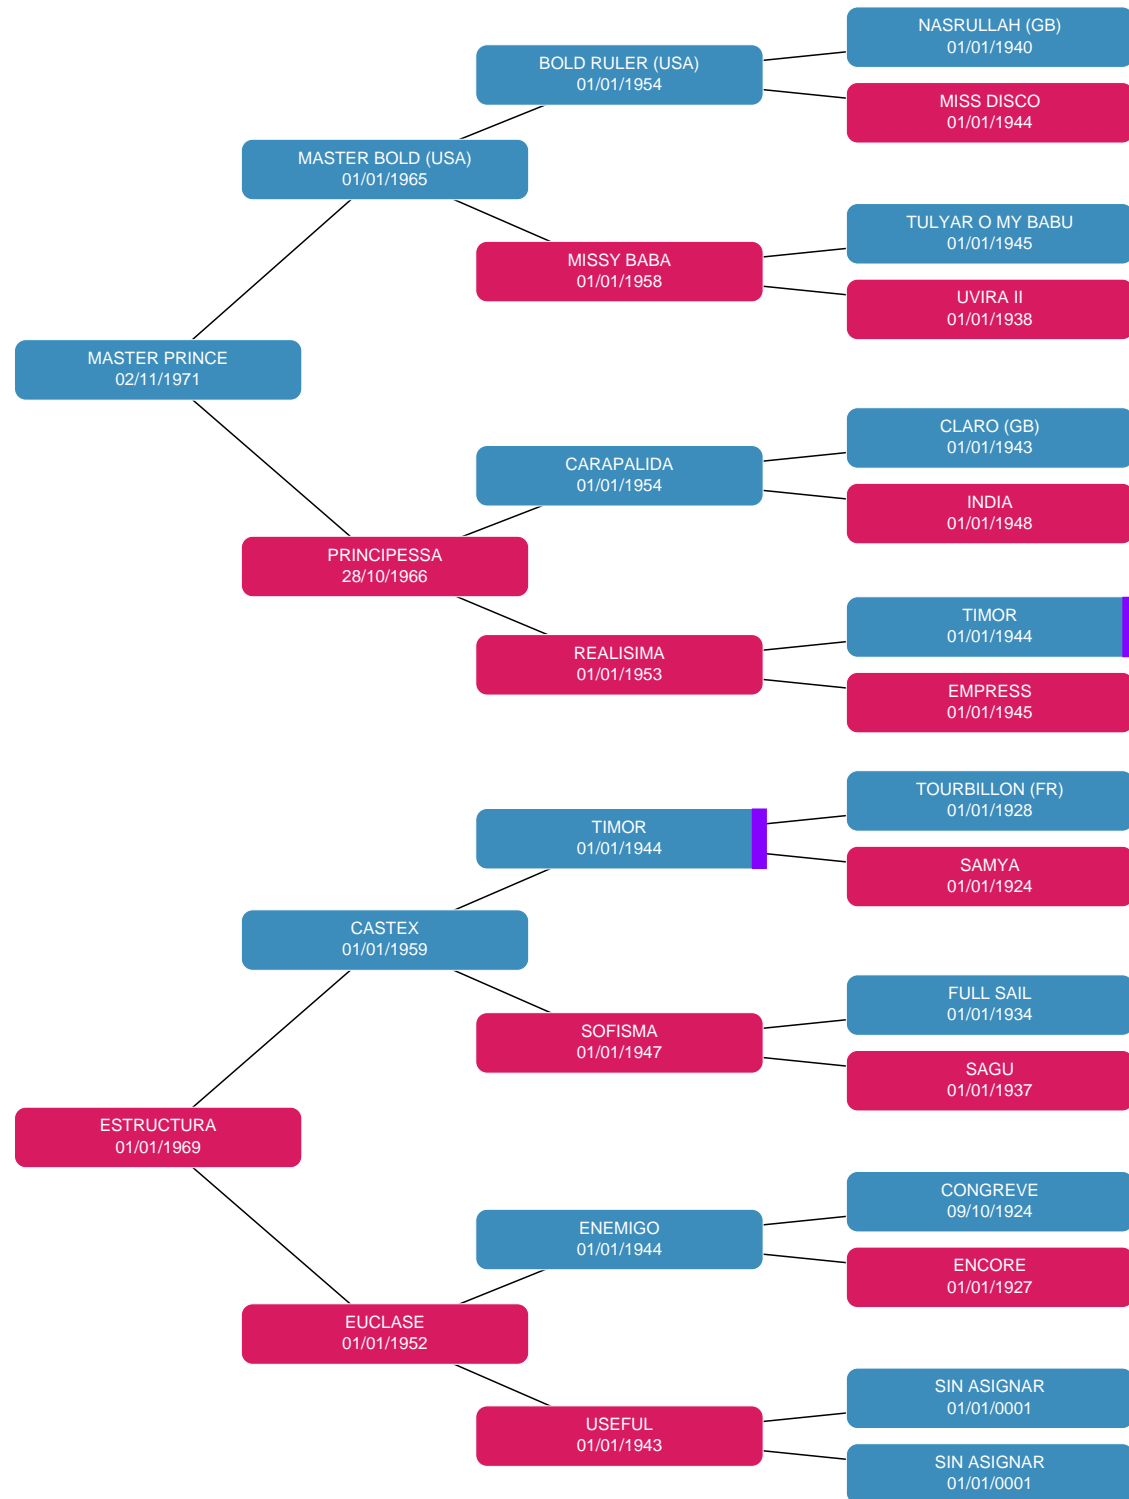 NASRULLAH (GB)
01/01/1940
BOLD RULER (USA)
01/01/1954
MISS DISCO
01/01/1944
MASTER BOLD (USA)
01/01/1965
TULYAR O MY BABU
01/01/1945
MISSY BABA
01/01/1958
UVIRA II
01/01/1938
MASTER PRINCE
02/11/1971
CLARO (GB)
01/01/1943
CARAPALIDA
01/01/1954
INDIA
01/01/1948
PRINCIPESSA
28/10/1966
TIMOR
01/01/1944
REALISIMA
01/01/1953
EMPRESS
01/01/1945
TOURBILLON (FR)
01/01/1928
TIMOR
01/01/1944
SAMYA
01/01/1924
CASTEX
01/01/1959
FULL SAIL
01/01/1934
SOFISMA
01/01/1947
SAGU
01/01/1937
ESTRUCTURA
01/01/1969
CONGREVE
09/10/1924
ENEMIGO
01/01/1944
ENCORE
01/01/1927
EUCLASE
01/01/1952
SIN ASIGNAR
01/01/0001
USEFUL
01/01/1943
SIN ASIGNAR
01/01/0001